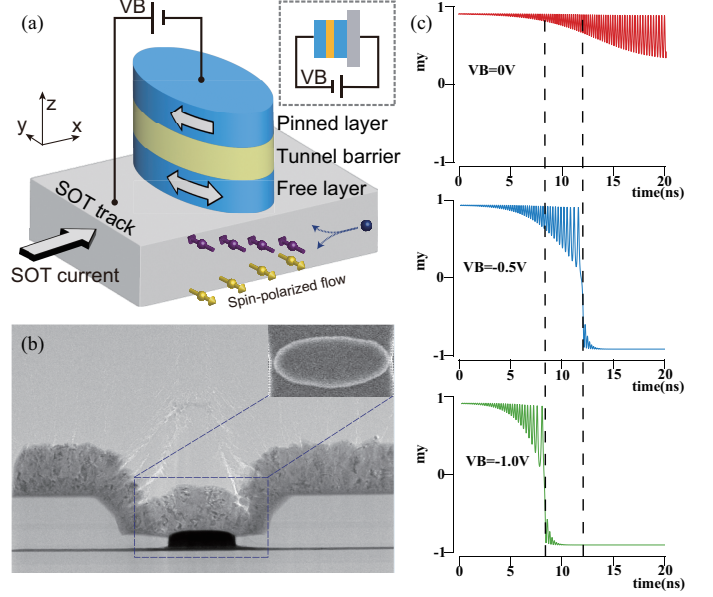 (a)
VB
VB
z
y
x
Pinned layer
Tunnel barrier
Free layer
SOT track
SOT current
Spin-polarized flow
(b)
(c)
1
0
-1
my
VB=0V
0 5 10 15 20
time(ns)
1
0
-1
my
VB=-0.5V
0 5 10 15 20
time(ns)
1
0
-1
my
VB=-1.0V
0 5 10 15 20
time(ns)